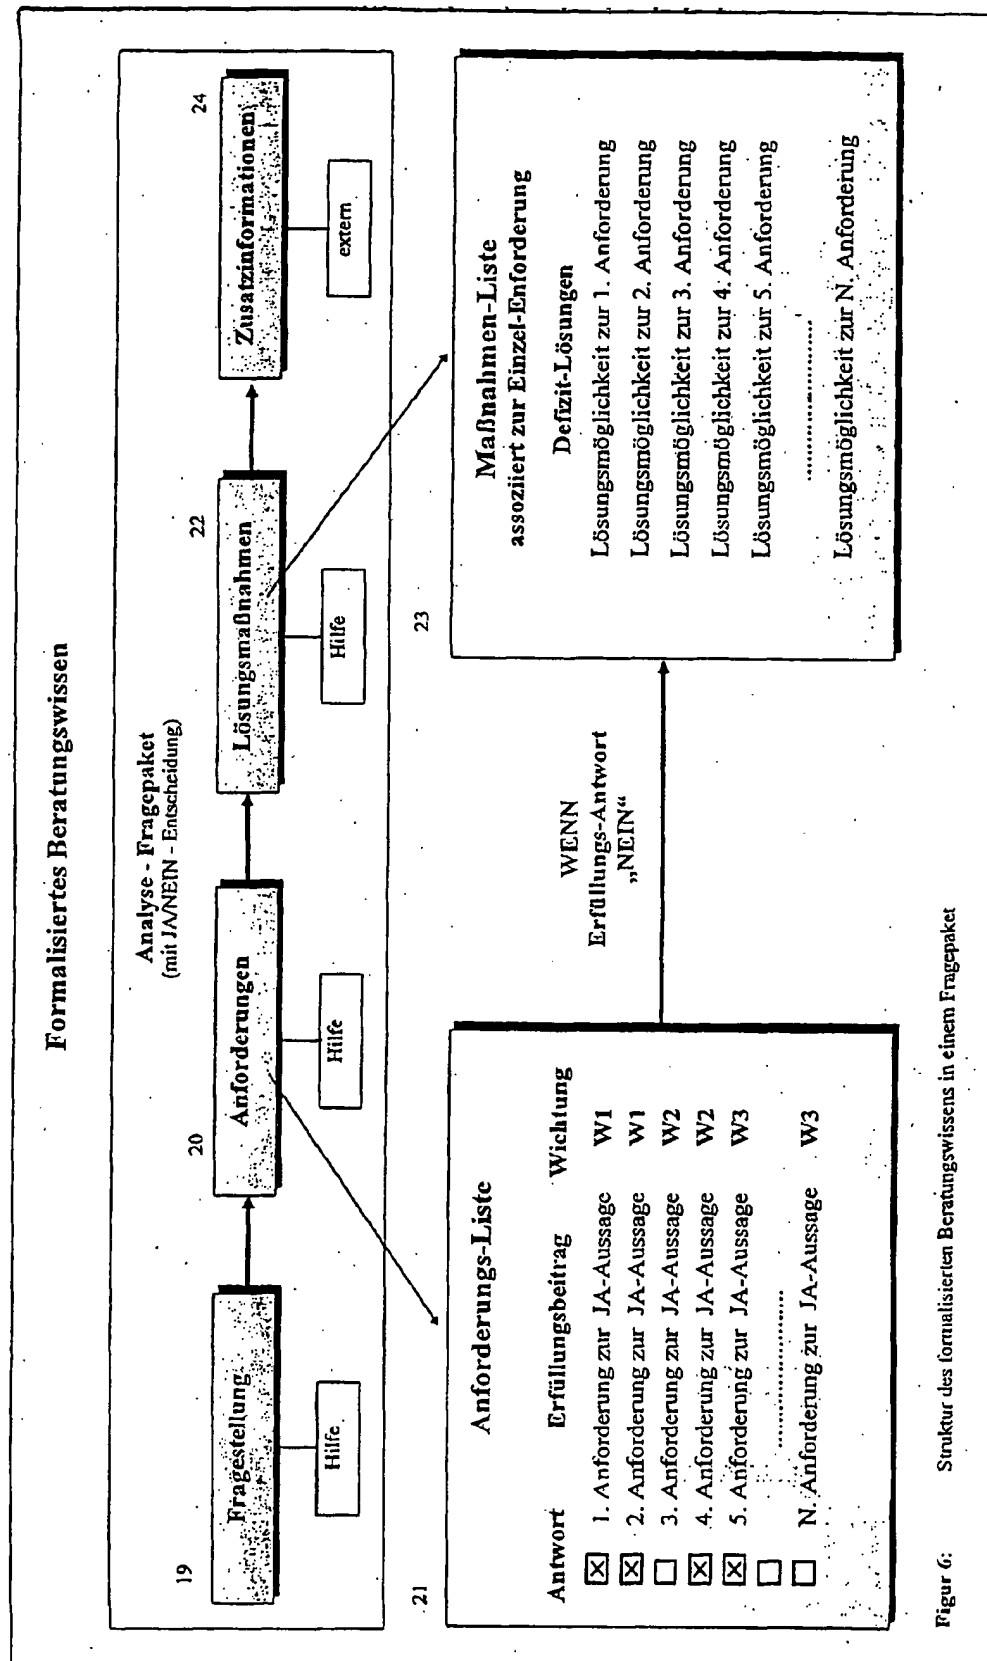 Formalisiertes Beratungswissen
Analyse - Fragepaket
(mit JA/NEIN - Entscheidung)
19
Fragestellung
Hilfe
20
Anforderungen
Hilfe
22
Lösungsmaßnahmen
Hilfe
24
Zusatzinformationen
extern
21
Anforderungs-Liste
Antwort Erfüllungsbeitrag Wichtung
1. Anforderung zur JA-Aussage W1
2. Anforderung zur JA-Aussage W1
3. Anforderung zur JA-Aussage W2
4. Anforderung zur JA-Aussage W2
5. Anforderung zur JA-Aussage W3
........................
N. Anforderung zur JA-Aussage W3
WENN
Erfüllungs-Antwort
„NEIN“
23
Maßnahmen-Liste
assoziiert zur Einzel-Enforderung
Defizit-Lösungen
Lösungsmöglichkeit zur 1. Anforderung
Lösungsmöglichkeit zur 2. Anforderung
Lösungsmöglichkeit zur 3. Anforderung
Lösungsmöglichkeit zur 4. Anforderung
Lösungsmöglichkeit zur 5. Anforderung
........................
Lösungsmöglichkeit zur N. Anforderung
Figur 6: Struktur des formalisierten Beratungswissens in einem Fragepaket